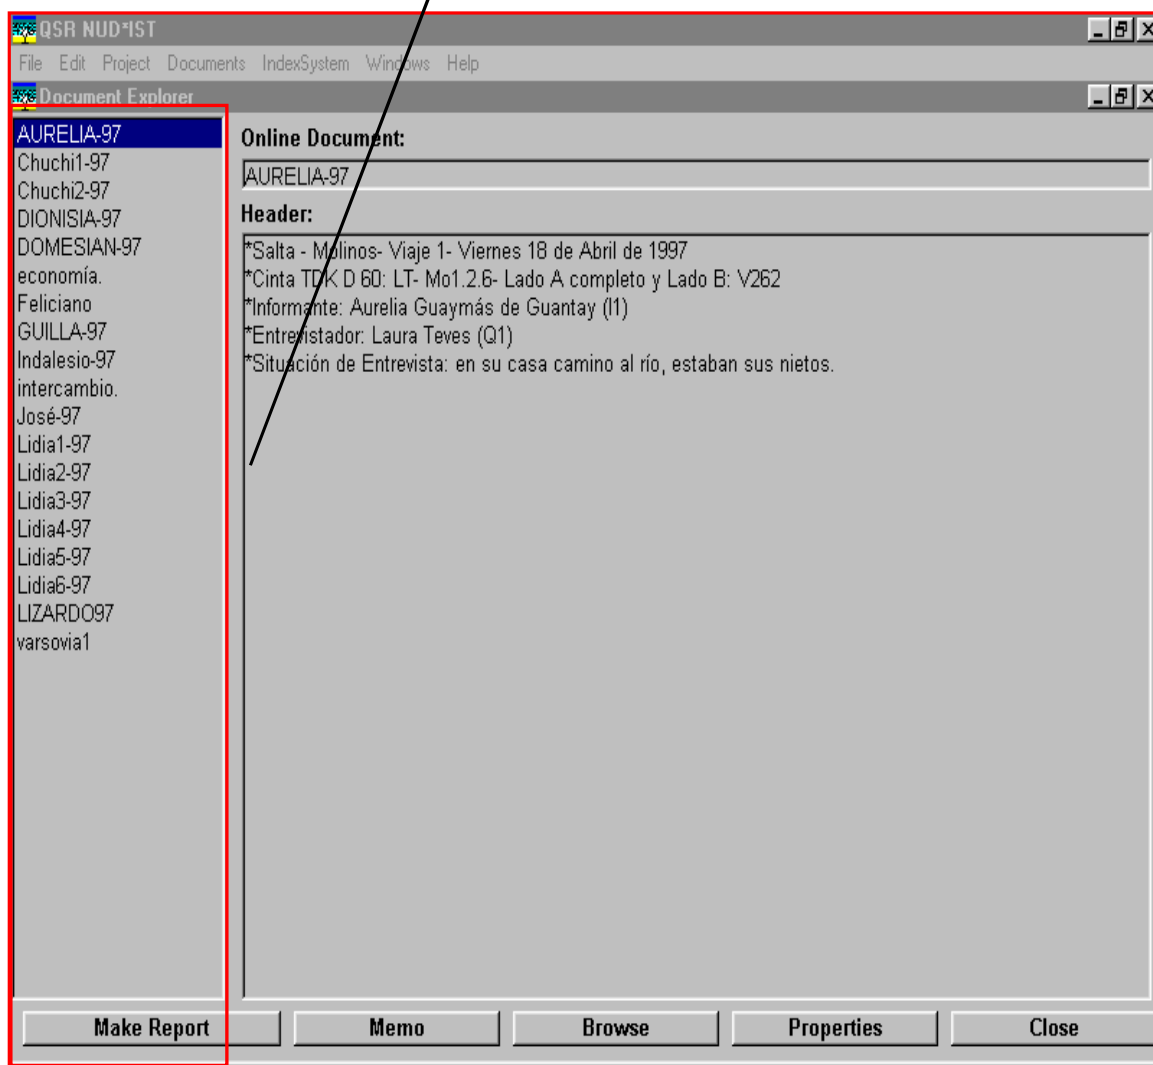 QSR NUD*IST
File Edit Project Documents IndexSystem Windows Help
Document Explorer
AURELIA-97
Chuchi1-97
Chuchi2-97
DIONISIA-97
DOMESIAN-97
economía.
Feliciano
GUILLA-97
Indalesio-97
intercambio.
José-97
Lidia1-97
Lidia2-97
Lidia3-97
Lidia4-97
Lidia5-97
Lidia6-97
LIZARDO97
varsovia1
Online Document:
AURELIA-97
Header:
*Salta - Molinos- Viaje 1- Viernes 18 de Abril de 1997
*Cinta TDK D 60: LT- Mo1.2.6- Lado A completo y Lado B: V262
*Informante: Aurelia Guaymás de Guantay (I1)
*Entrevistador: Laura Teves (Q1)
*Situación de Entrevista: en su casa camino al río, estaban sus nietos.
Make Report Memo Browse Properties Close